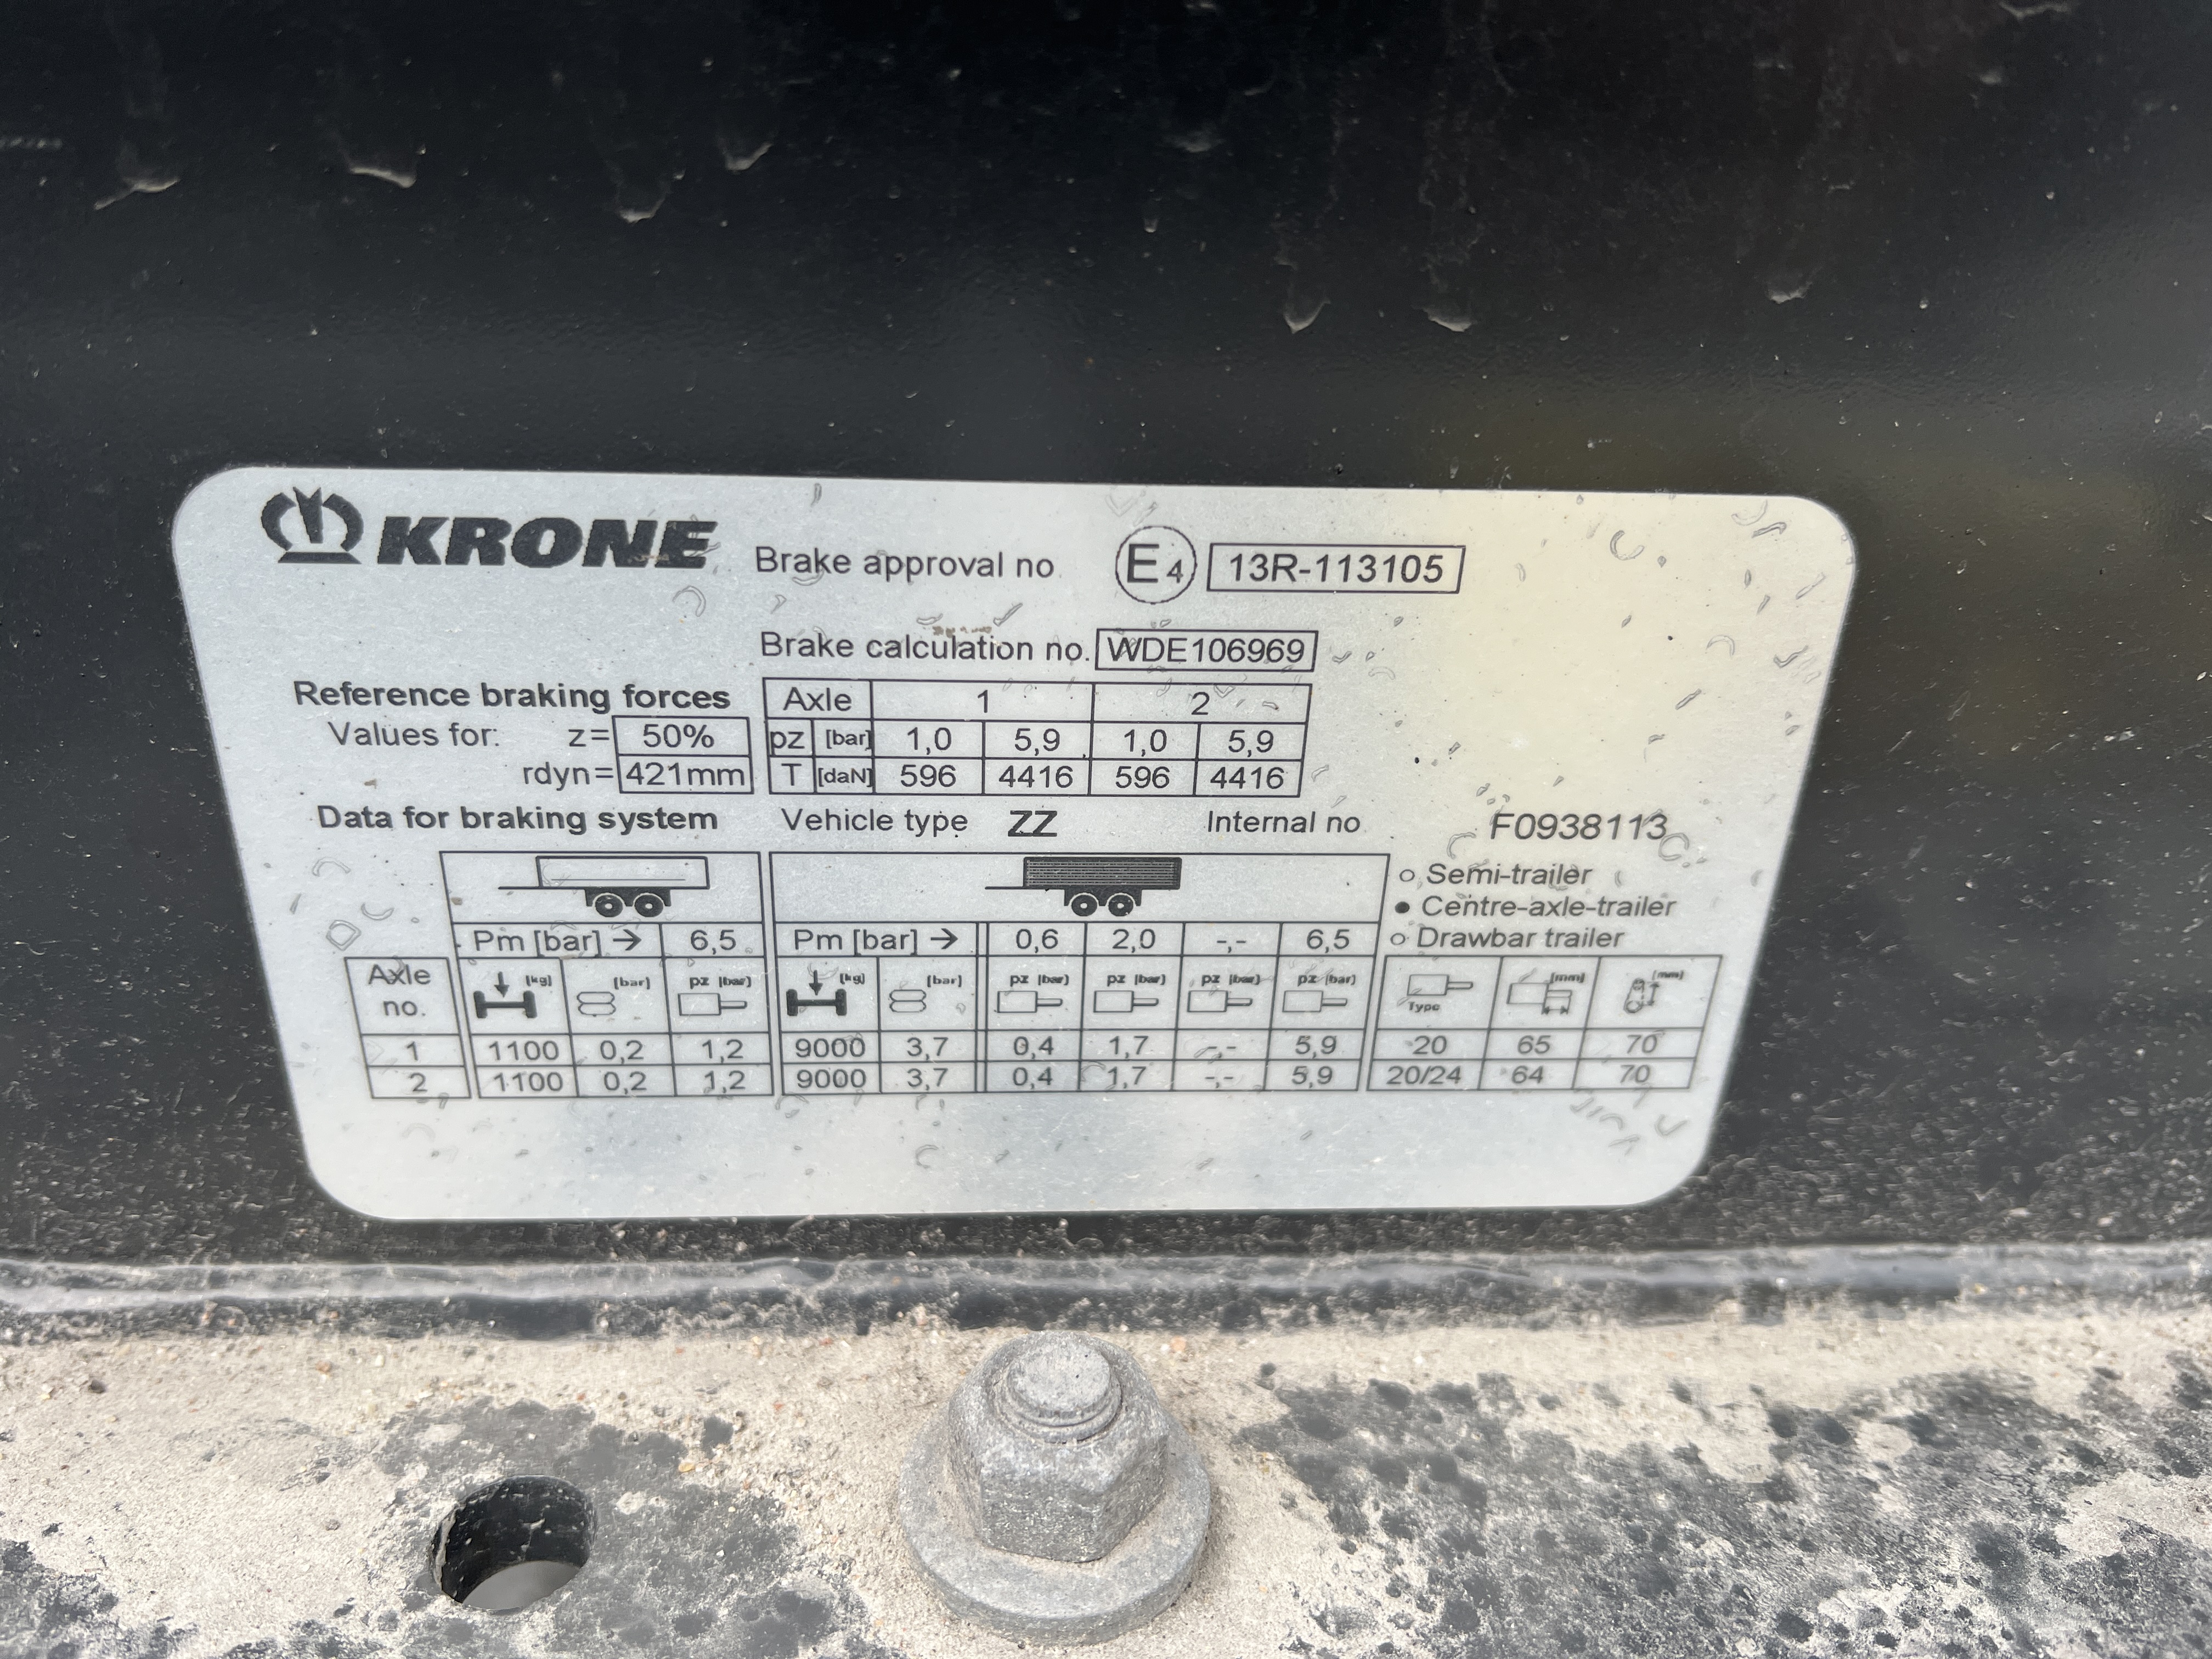 KRONE Brake approval no. E4 13R-113105
Brake calculation no. WDE106969
Reference braking forces Axle 1 2
Values for: z= 50% pz [bar] 1,0 5,9 1,0 5,9
rdyn= 421mm T [daN] 596 4416 596 4416
Data for braking system Vehicle type ZZ Internal no F0938113
○ Semi-trailer
● Centre-axle-trailer
Pm [bar] → 6,5 Pm [bar] → 0,6 2,0 -,- 6,5 ○ Drawbar trailer
Axle no. [kg] [bar] pz [bar] [kg] [bar] pz [bar] pz [bar] pz [bar] pz [bar] Type [mm] [mm]
1 1100 0,2 1,2 9000 3,7 0,4 1,7 -,- 5,9 20 65 70
2 1100 0,2 1,2 9000 3,7 0,4 1,7 -,- 5,9 20/24 64 70